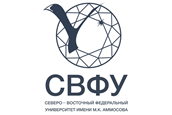 СВФУ
СЕВЕРО - ВОСТОЧНЫЙ ФЕДЕРАЛЬНЫЙ
УНИВЕРСИТЕТ ИМЕНИ М.К. АММОСОВА